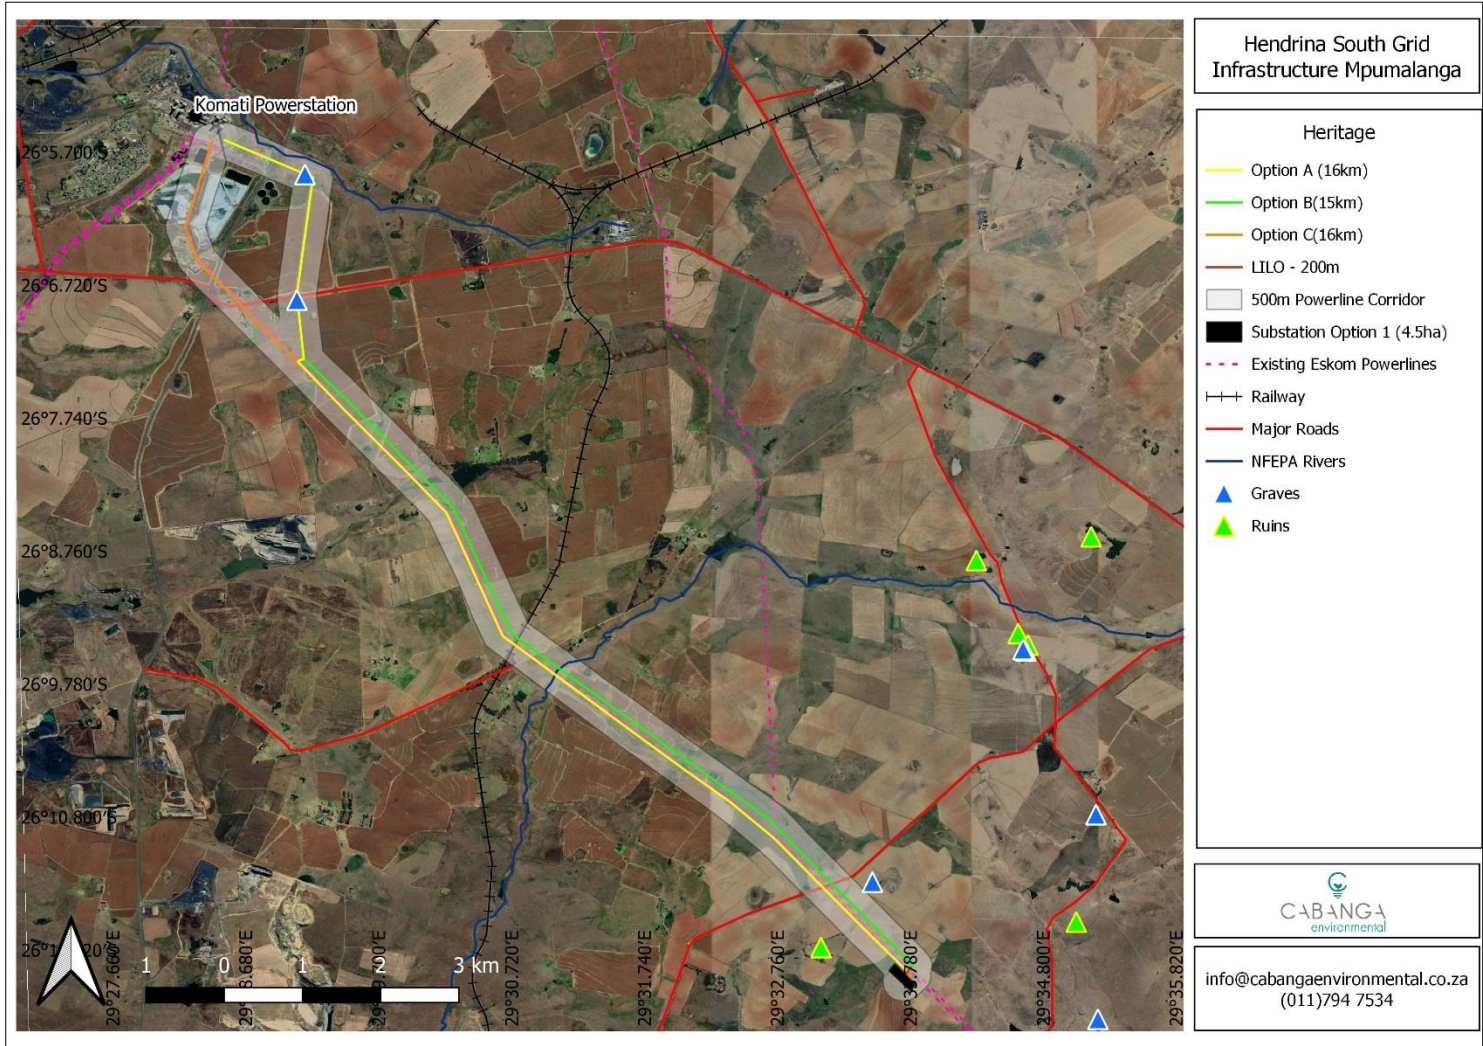 Hendrina South Grid
Infrastructure Mpumalanga
Komati Powerstation
26°5.700'S
26°6.720'S
26°7.740'S
26°8.760'S
26°9.780'S
26°10.800'S
29°30.720'E
29°31.740'E
29°32.760'E
29°34.800'E
29°35.820'E
1 0 1 2 3 km
Heritage
Option A (16km)
Option B(15km)
Option C(16km)
LILO - 200m
500m Powerline Corridor
Substation Option 1 (4.5ha)
Existing Eskom Powerlines
Railway
Major Roads
NFEPA Rivers
Graves
Ruins
CABANGA
environmental
info@cabangaenvironmental.co.za
(011)794 7534